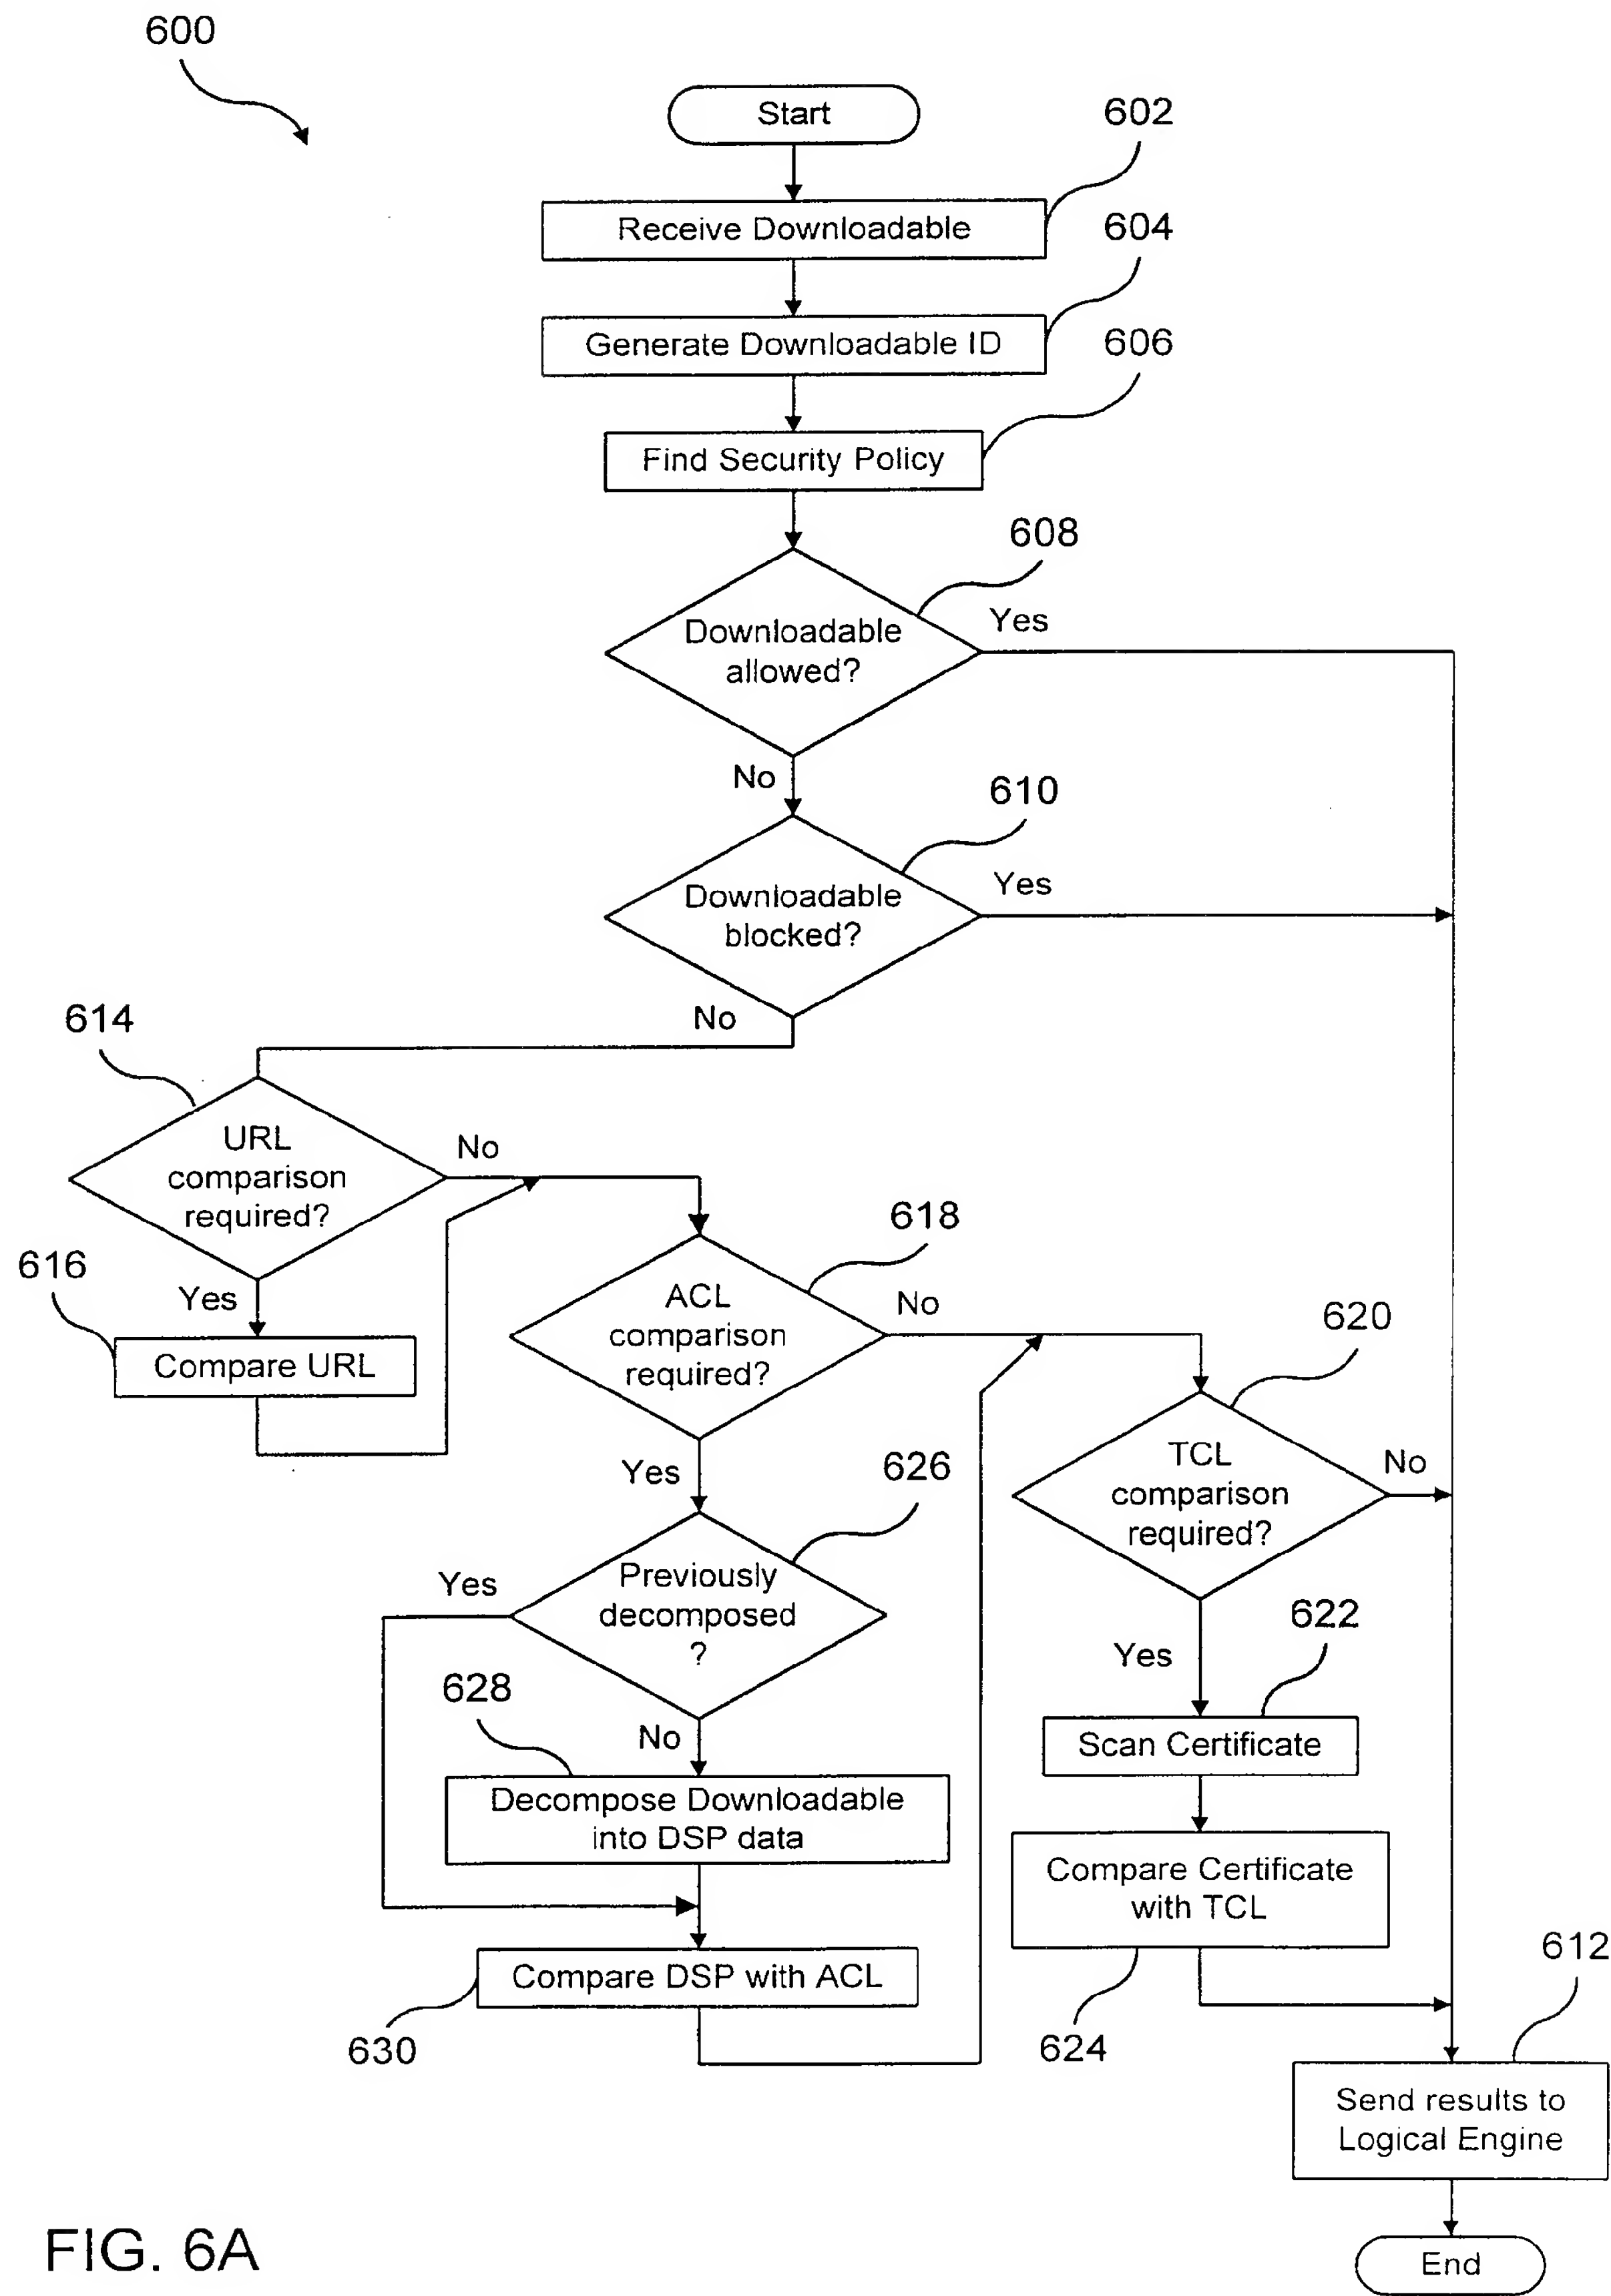 600
Start
602
Receive Downloadable
604
Generate Downloadable ID
606
Find Security Policy
608
Downloadable
allowed?
Yes
No
610
Downloadable
blocked?
Yes
No
614
URL
comparison
required?
No
Yes
616
Compare URL
618
ACL
comparison
required?
No
Yes
620
TCL
comparison
required?
No
Yes
626
Previously
decomposed
?
Yes
No
622
Scan Certificate
628
Decompose Downloadable
into DSP data
Compare Certificate
with TCL
624
Compare DSP with ACL
630
612
Send results to
Logical Engine
End
FIG. 6A